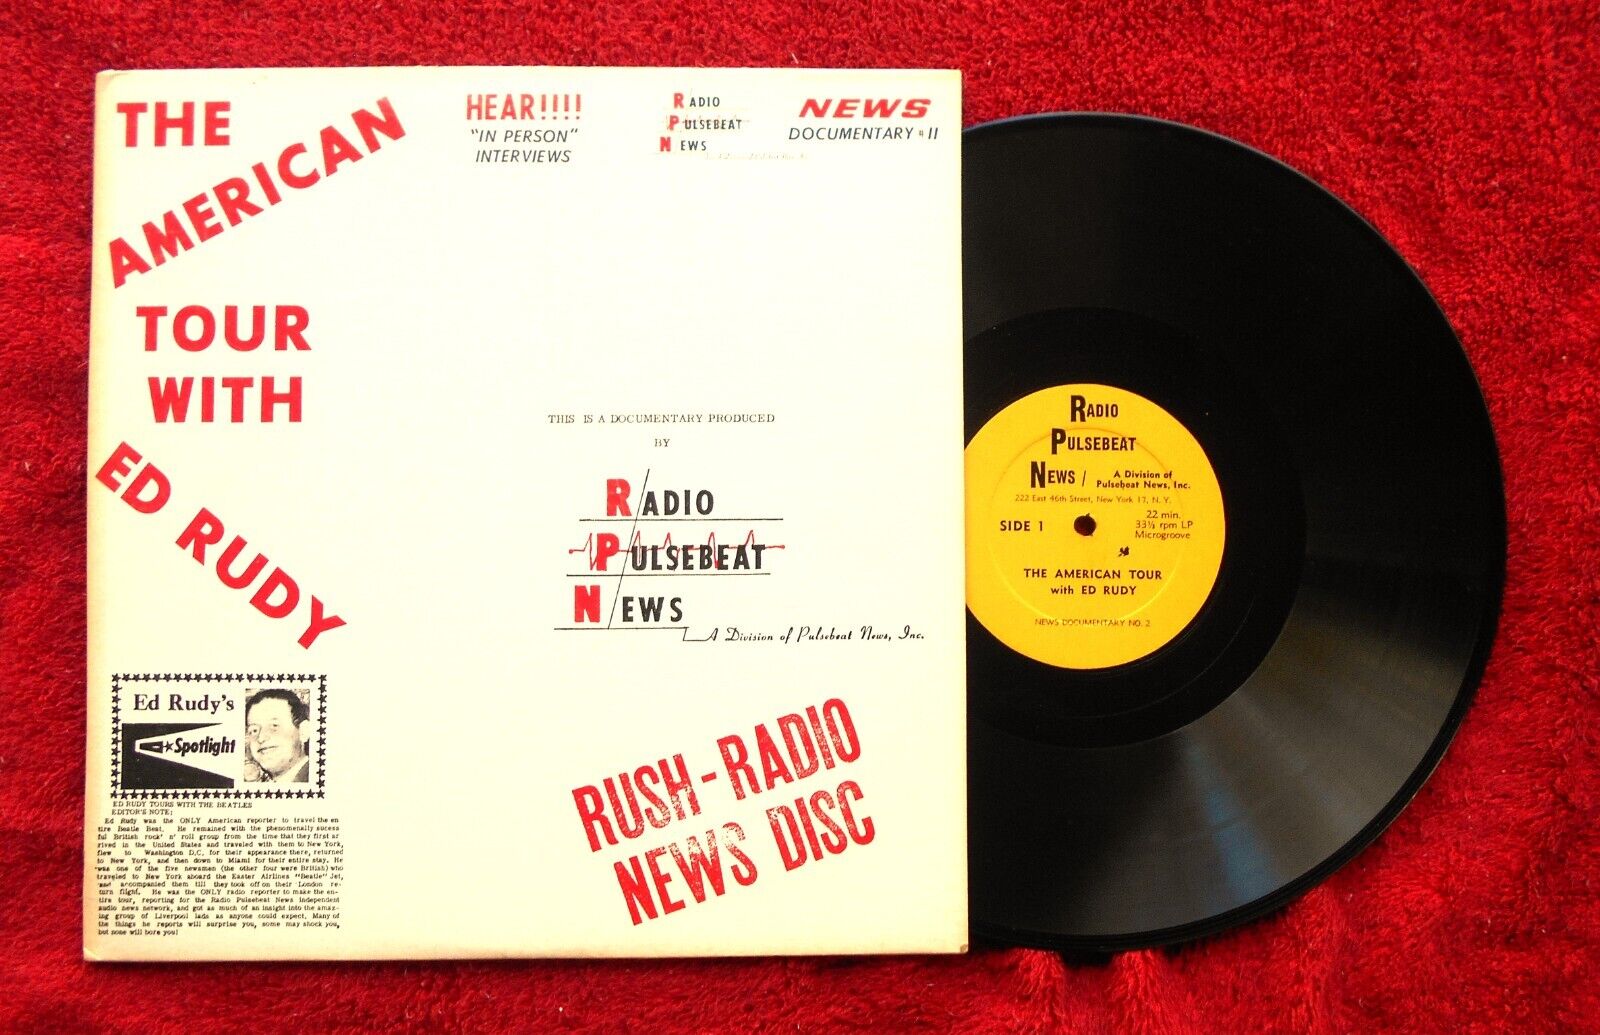 THE
AMERICAN
TOUR
WITH
ED RUDY
HEAR!!!!
"IN PERSON"
INTERVIEWS
RADIO
PULSEBEAT
NEWS
NEWS
DOCUMENTARY #II
THIS IS A DOCUMENTARY PRODUCED
BY
RADIO
PULSEBEAT
NEWS
A Division of Pulsebeat News, Inc.
RUSH-RADIO
NEWS DISC
Ed Rudy's
Spotlight
ED RUDY TOURS WITH THE BEATLES
EDITOR'S NOTE:
Ed Rudy was the ONLY American reporter to travel the en
tire Beatle Beat. He remained with the phenomenally sucess
ful British rock' n' roll group from the time that they first ar
rived in the United States and traveled with them to New York,
flew to Washington D.C. for their appearance there, returned
to New York, and then down to Miami for their entire stay. He
was one of the five newsmen (the other four were British) who
traveled to New York aboard the Eastern Airlines "Beatle" Jet,
and accompanied them till they took off on their London re-
turn flight. He was the ONLY radio reporter to make the en-
tire tour, reporting for the Radio Pulsebeat News independent
audio news network, and got as much of an insight into the amaz-
ing group of Liverpool lads as anyone could expect. Many of
the things he reports will surprise you, some may shock you,
but none will bore you!
RADIO
PULSEBEAT
NEWS / A Division of
Pulsebeat News, Inc.
222 East 46th Street, New York 17, N. Y.
SIDE 1
22 min.
33⅓ rpm LP
Microgroove
THE AMERICAN TOUR
with ED RUDY
NEWS DOCUMENTARY NO. 2